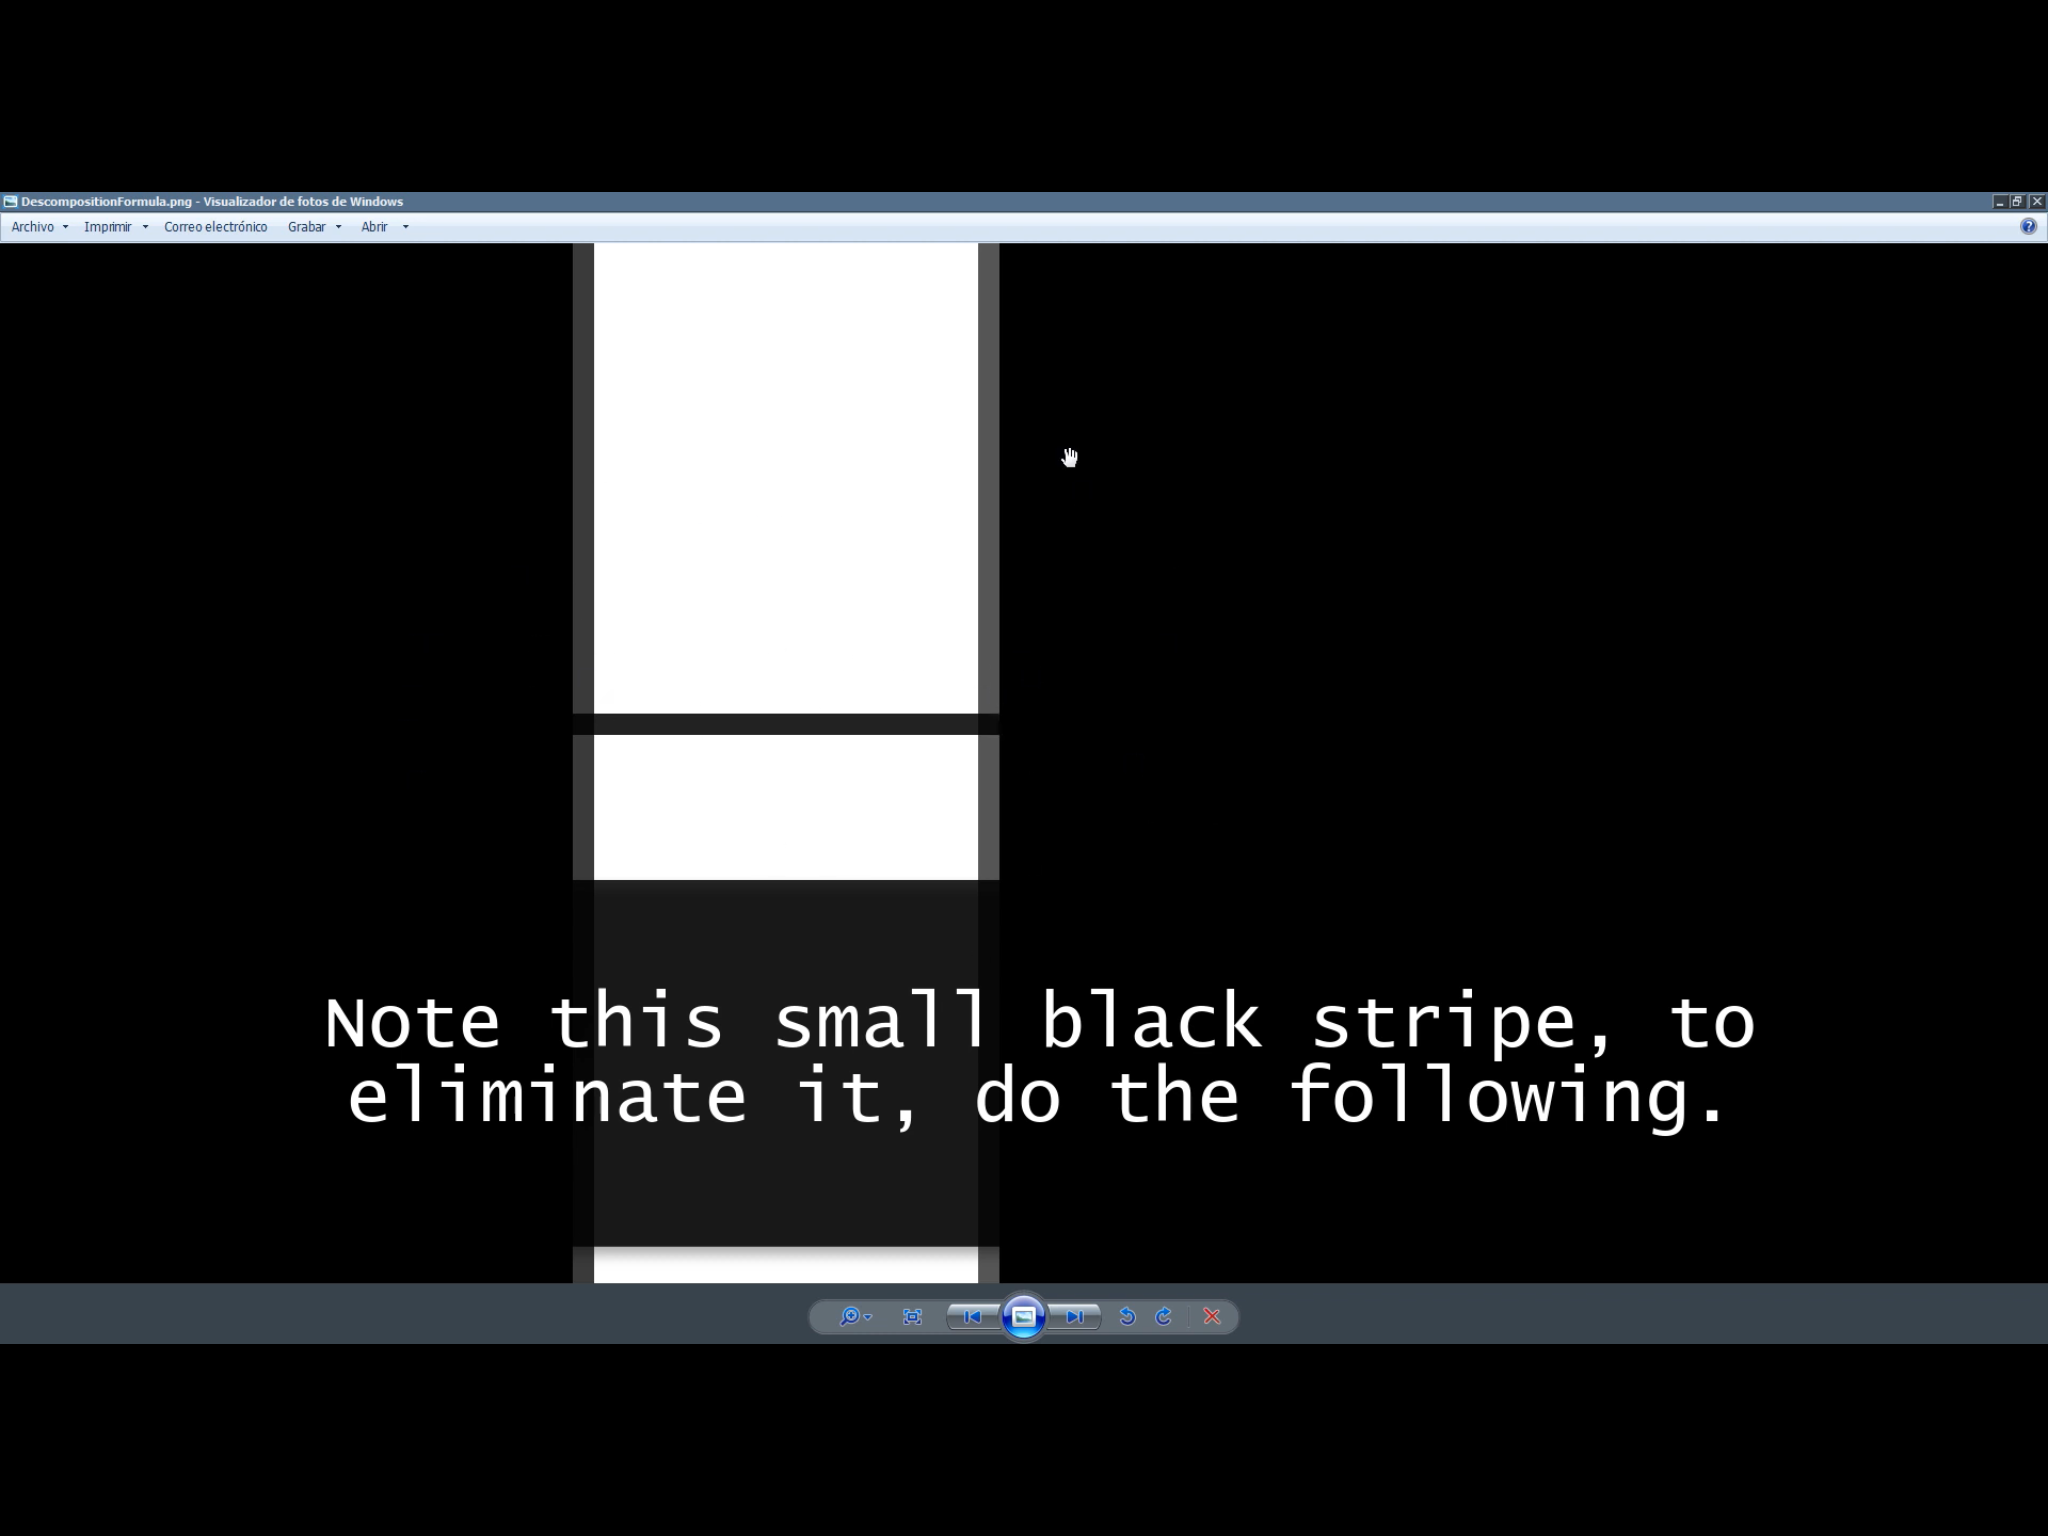 DescompositionFormula.png - Visualizador de fotos de Windows
Archivo Imprimir Correo electrónico Grabar Abrir
Note this small black stripe, to
eliminate it, do the following.